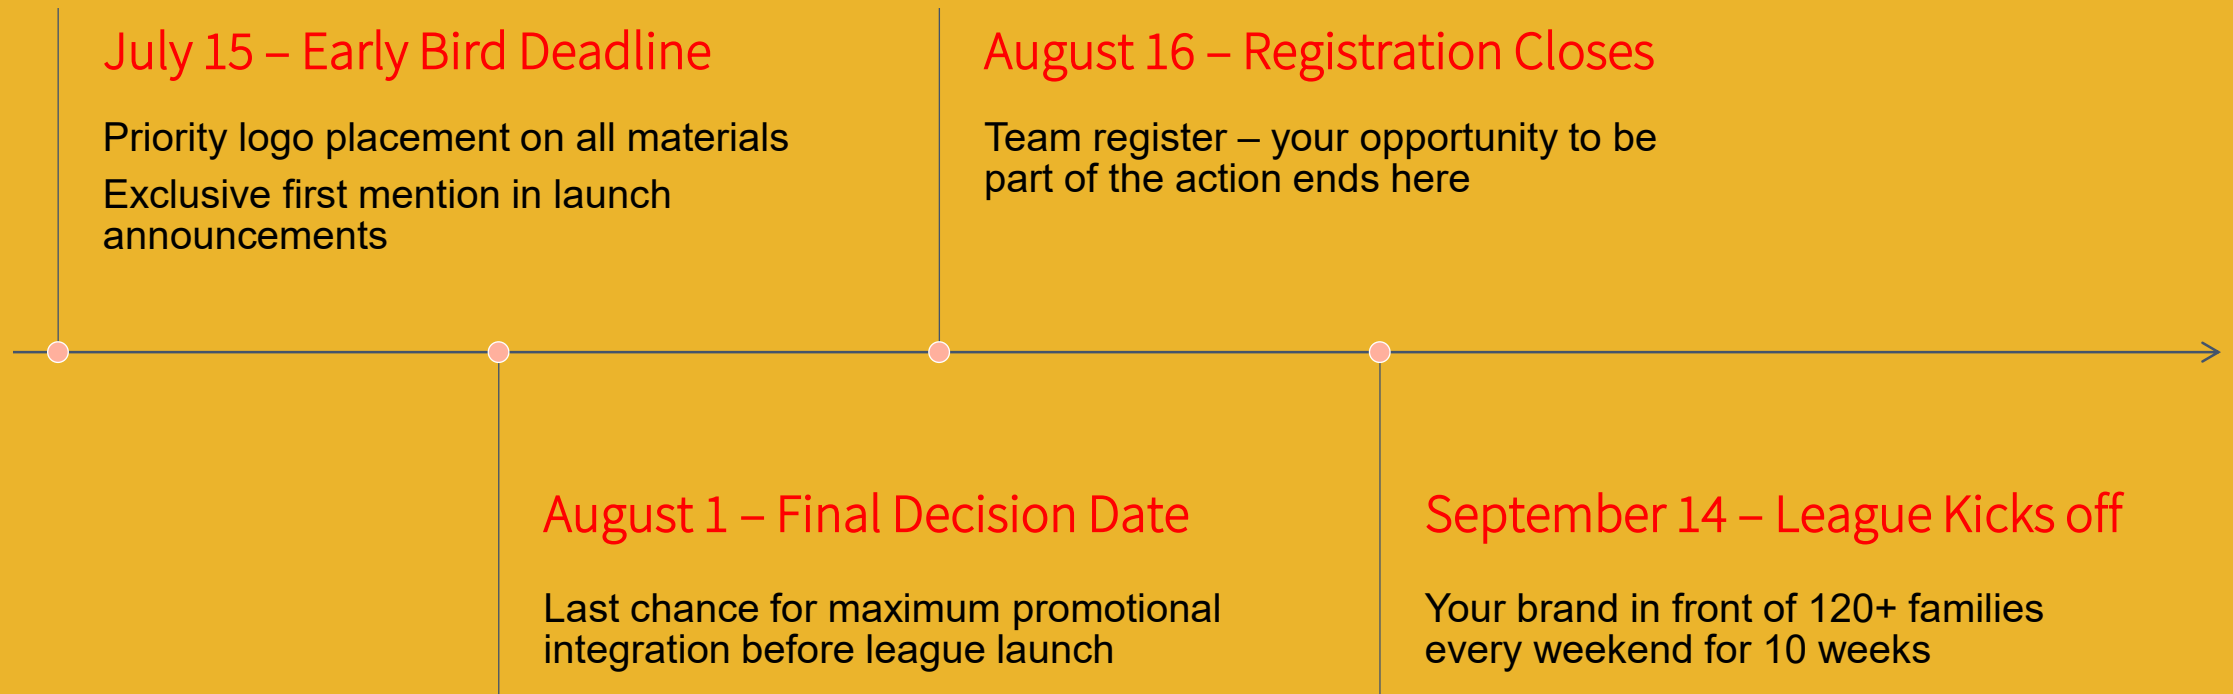 July 15 – Early Bird Deadline
Priority logo placement on all materials
Exclusive first mention in launch
announcements
August 1 – Final Decision Date
Last chance for maximum promotional
integration before league launch
August 16 – Registration Closes
Team register – your opportunity to be
part of the action ends here
September 14 – League Kicks off
Your brand in front of 120+ families
every weekend for 10 weeks